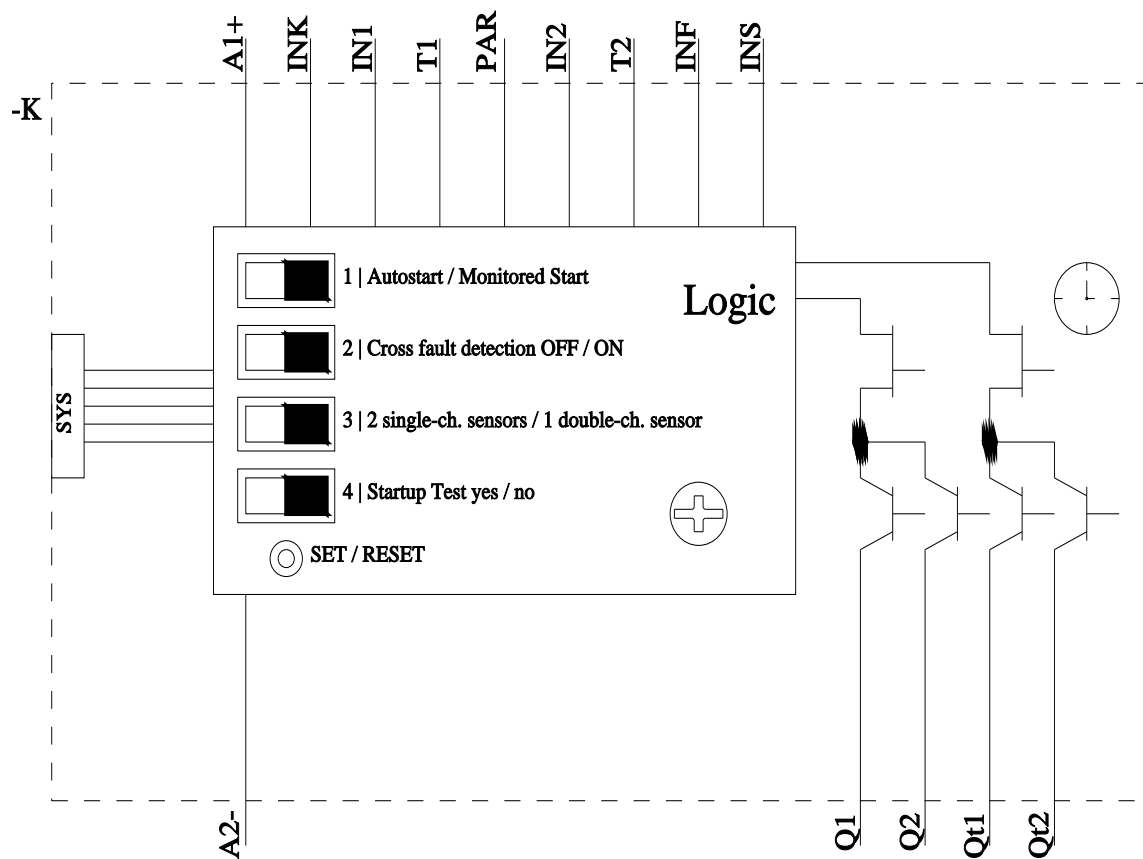 A1+
INK
IN1
T1
PAR
IN2
T2
INF
INS
-K
1 | Autostart / Monitored Start
Logic
2 | Cross fault detection OFF / ON
SYS
3 | 2 single-ch. sensors / 1 double-ch. sensor
4 | Startup Test yes / no
SET / RESET
A2-
Q1
Q2
Qt1
Qt2